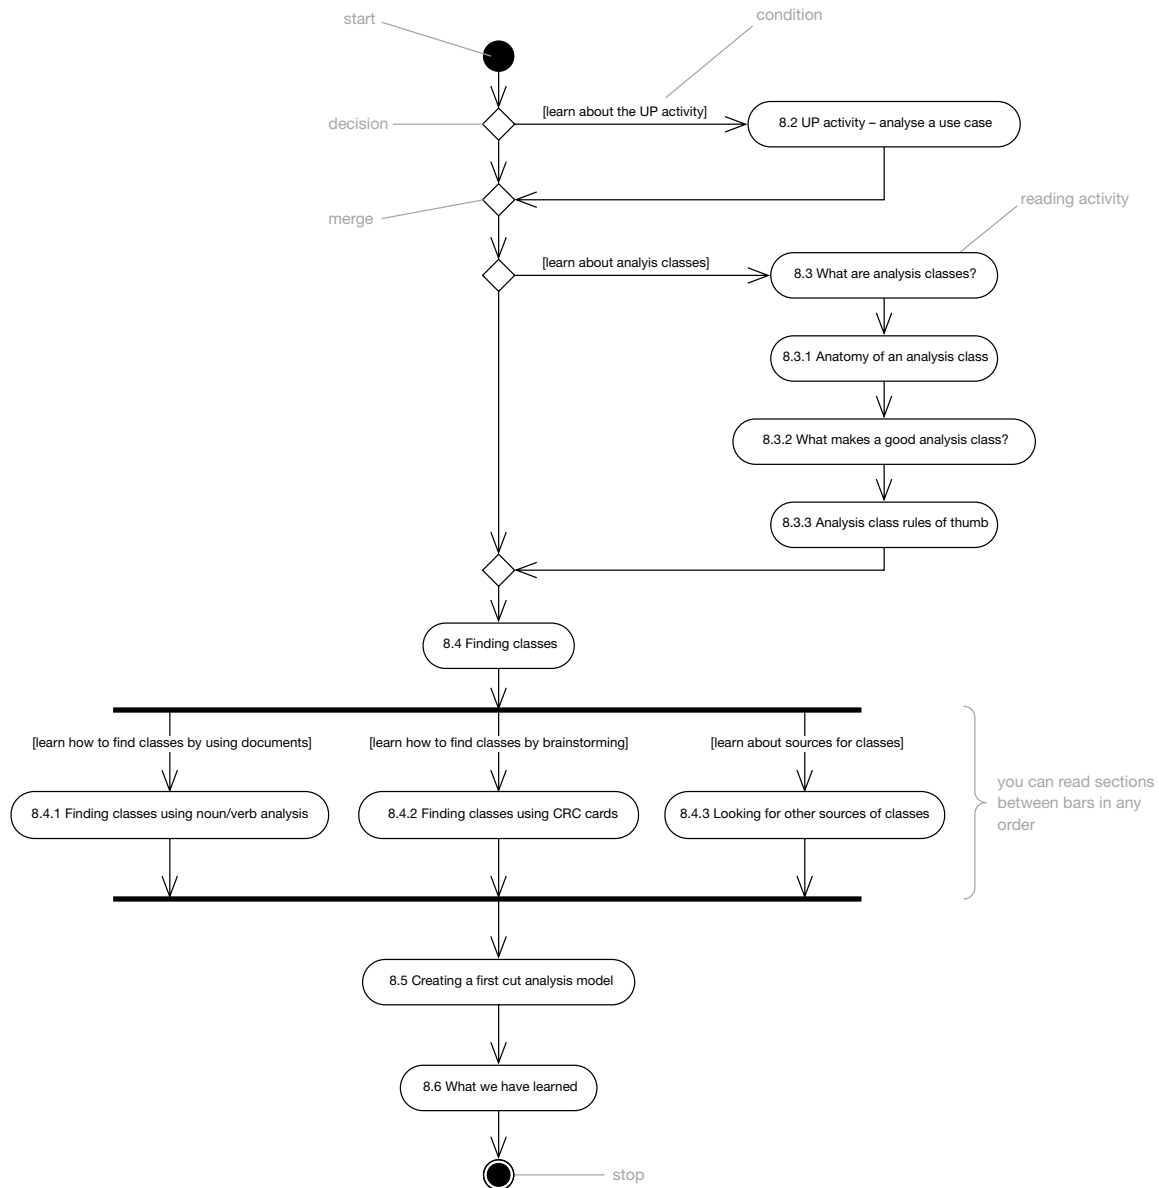 start
condition
[learn about the UP activity]
decision
8.2 UP activity – analyse a use case
merge
reading activity
[learn about analyis classes]
8.3 What are analysis classes?
8.3.1 Anatomy of an analysis class
8.3.2 What makes a good analysis class?
8.3.3 Analysis class rules of thumb
8.4 Finding classes
[learn how to find classes by using documents]
[learn how to find classes by brainstorming]
[learn about sources for classes]
8.4.1 Finding classes using noun/verb analysis
8.4.2 Finding classes using CRC cards
8.4.3 Looking for other sources of classes
you can read sections
between bars in any
order
8.5 Creating a first cut analysis model
8.6 What we have learned
stop